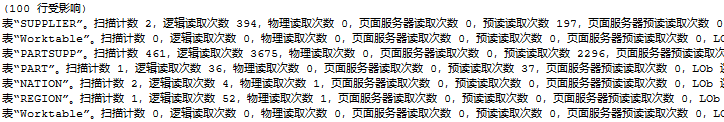 (100 行受影响)
表“SUPPLIER”。扫描计数 2, 逻辑读取次数 394, 物理读取次数 0, 页面服务器读取次数 0, 预读读取次数 197, 页面服务器预读读取次数 0
表“Worktable”。扫描计数 0, 逻辑读取次数 0, 物理读取次数 0, 页面服务器读取次数 0, 预读读取次数 0, 页面服务器预读读取次数 0, LO
表“PARTSUPP”。扫描计数 461, 逻辑读取次数 3675, 物理读取次数 0, 页面服务器读取次数 0, 预读读取次数 2296, 页面服务器预读读取次
表“PART”。扫描计数 1, 逻辑读取次数 36, 物理读取次数 0, 页面服务器读取次数 0, 预读读取次数 37, 页面服务器预读读取次数 0, LOb
表“NATION”。扫描计数 2, 逻辑读取次数 4, 物理读取次数 1, 页面服务器读取次数 0, 预读读取次数 0, 页面服务器预读读取次数 0, LOb
表“REGION”。扫描计数 1, 逻辑读取次数 52, 物理读取次数 1, 页面服务器读取次数 0, 预读读取次数 0, 页面服务器预读读取次数 0, LOb
表“Worktable”。扫描计数 0, 逻辑读取次数 0, 物理读取次数 0, 页面服务器读取次数 0, 预读读取次数 0, 页面服务器预读读取次数 0, LO